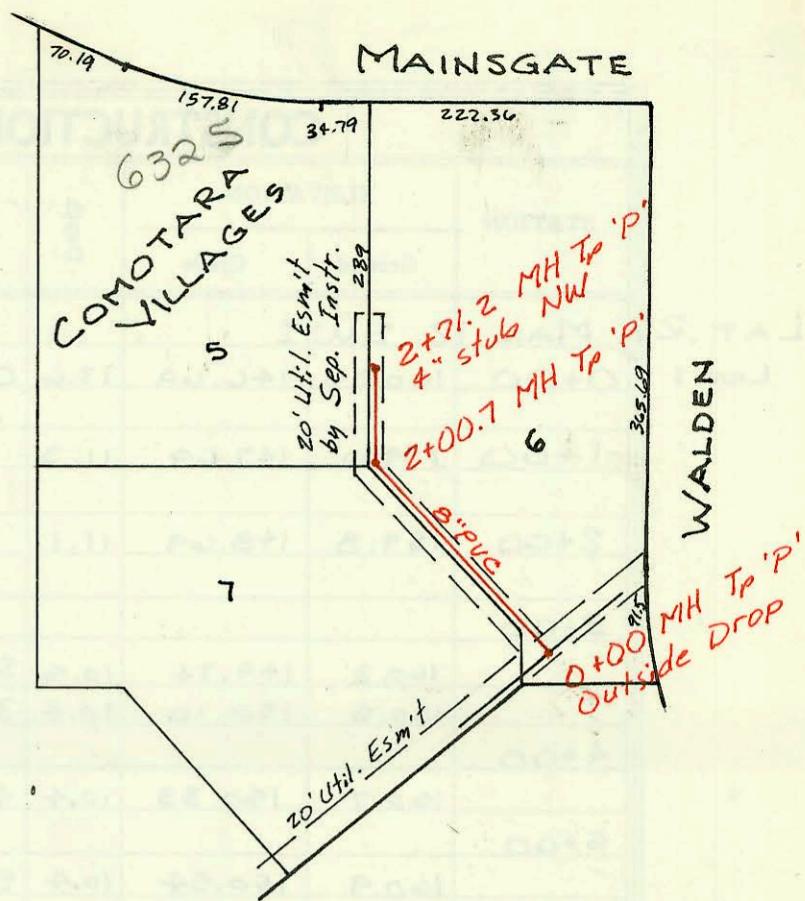 MAINSGATE
70.19
157.81
34.79
222.36
6325
COMOTARA
VILLAGES
5
20' Util. Esm't
by Sep. Instr.
289
2+71.2 MH Tp 'P'
4" stub NW
2+00.7 MH Tp 'P'
6
365.69
WALDEN
8" PVC
7
91.5
0+00 MH Tp 'P'
Outside Drop
20' Util. Esm't